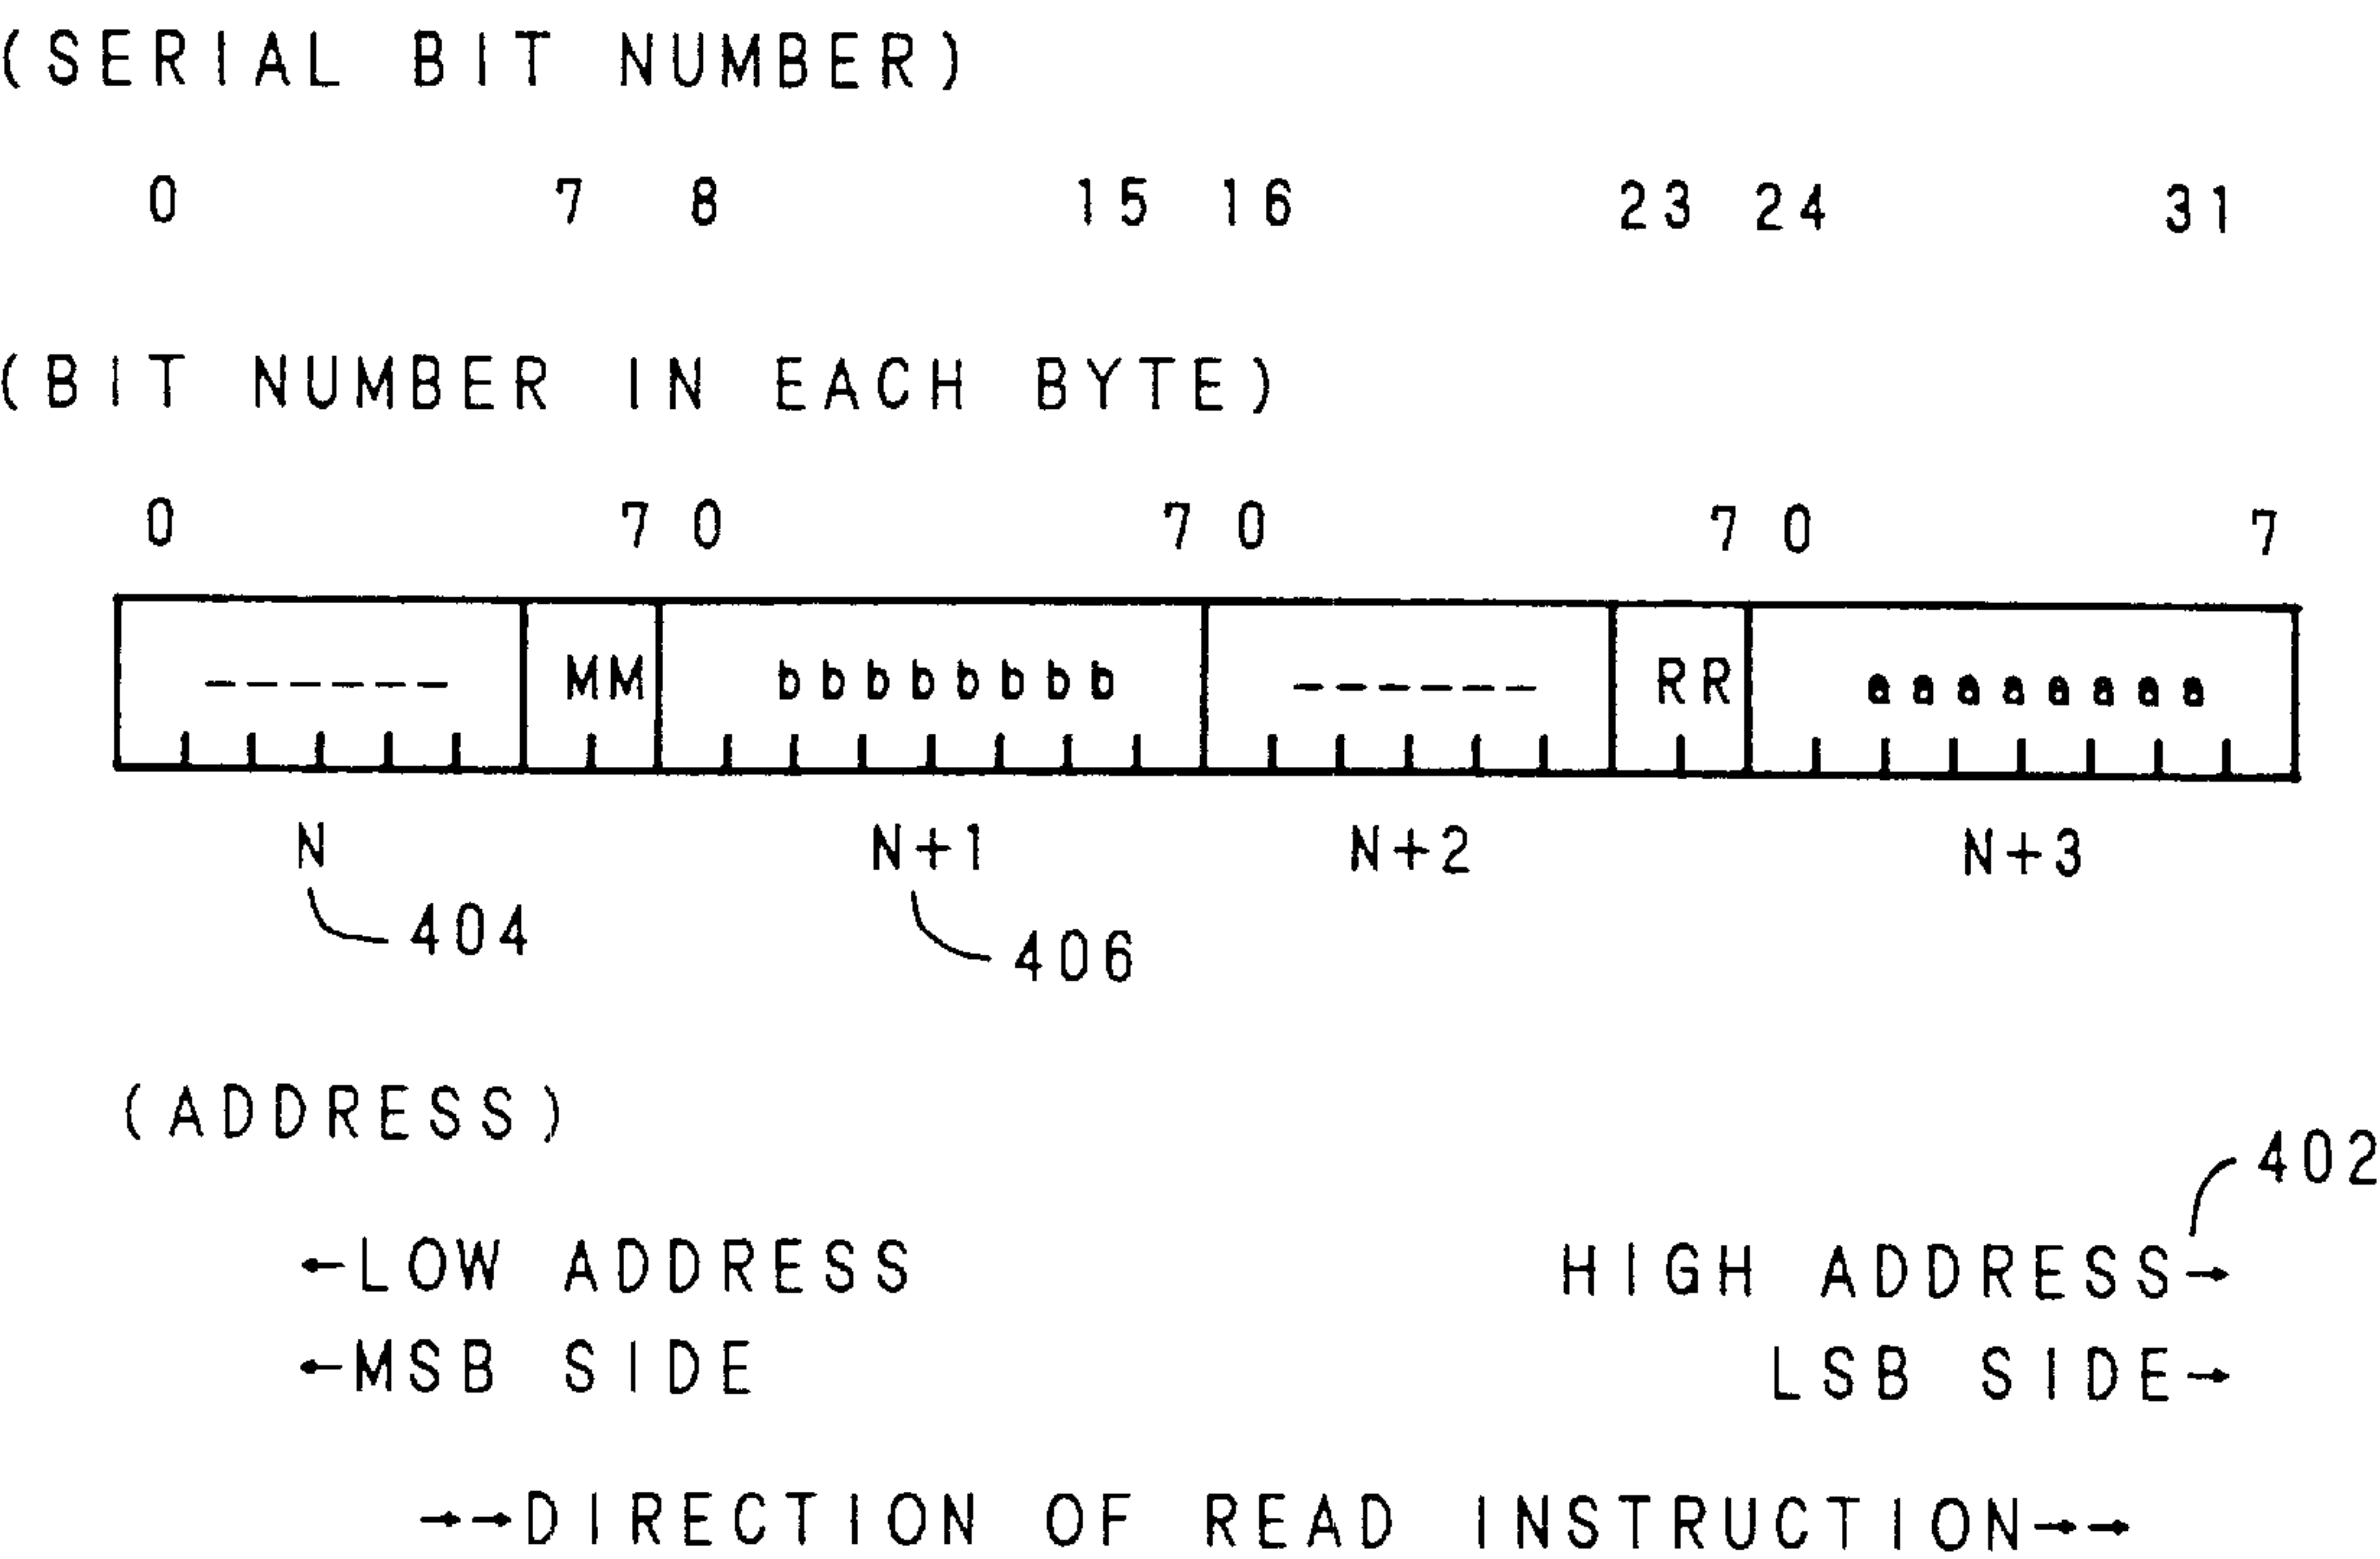 (SERIAL BIT NUMBER)
0 7 8 15 16 23 24 31
(BIT NUMBER IN EACH BYTE)
0 7 0 7 0 7 0 7
------ MM bbbbbbbb ------ RR aaaaaaaa
N N+1 N+2 N+3
404 406
(ADDRESS)
402
←LOW ADDRESS HIGH ADDRESS→
←MSB SIDE LSB SIDE→
→→DIRECTION OF READ INSTRUCTION→→